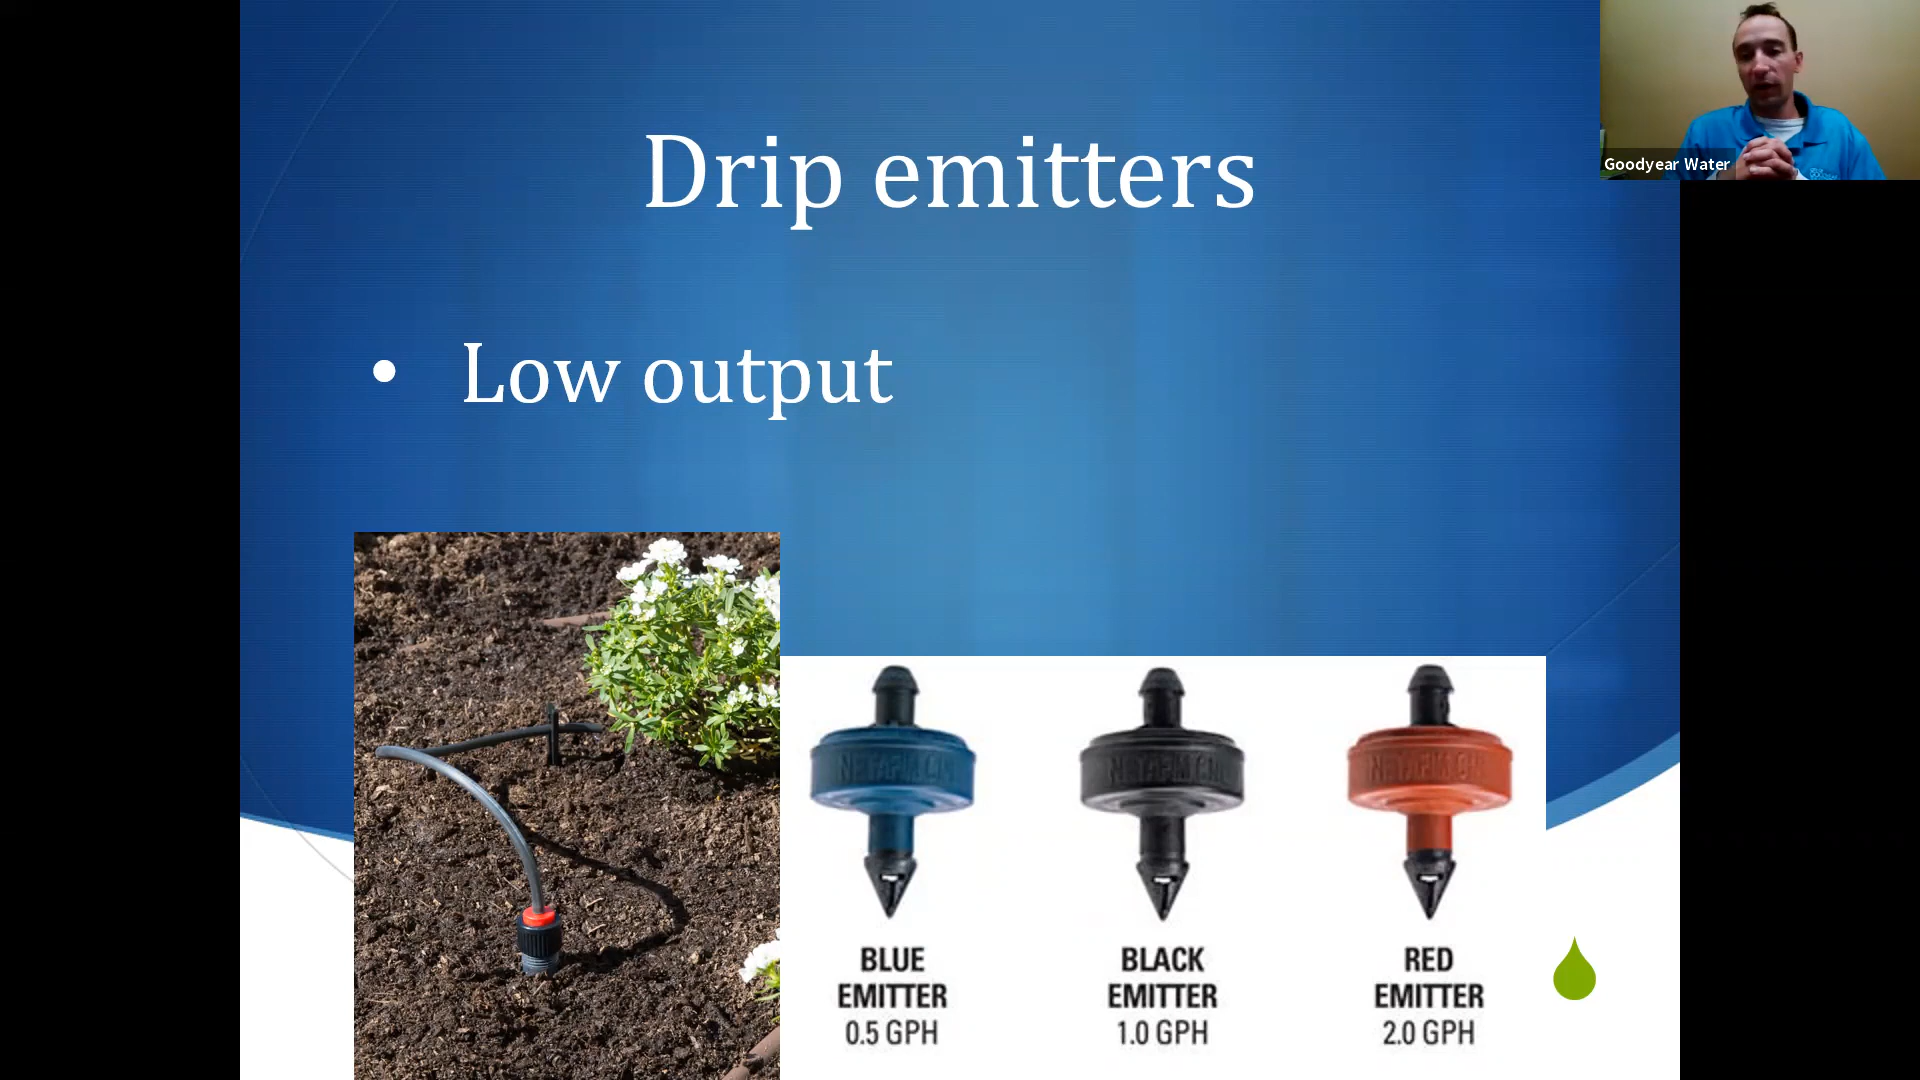 Drip emitters
Goodyear Water
• Low output
BLUE
EMITTER
0.5 GPH
BLACK
EMITTER
1.0 GPH
RED
EMITTER
2.0 GPH